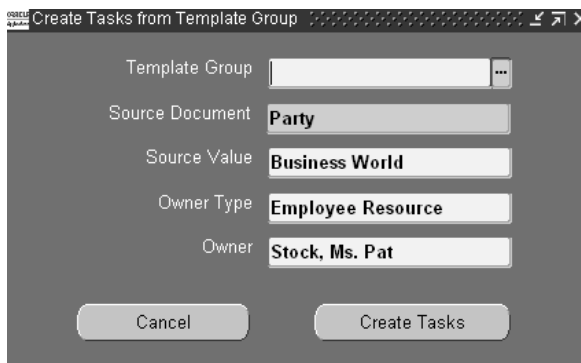 ORACLE
Create Tasks from Template Group
Template Group
...
Source Document Party
Source Value Business World
Owner Type Employee Resource
Owner Stock, Ms. Pat
Cancel Create Tasks